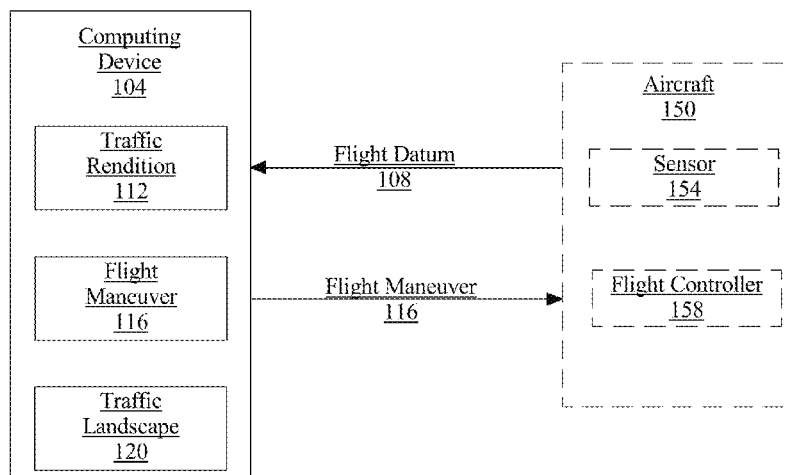 Computing
Device
104
Traffic
Rendition
112
Flight
Maneuver
116
Traffic
Landscape
120
Flight Datum
108
Flight Maneuver
116
Aircraft
150
Sensor
154
Flight Controller
158